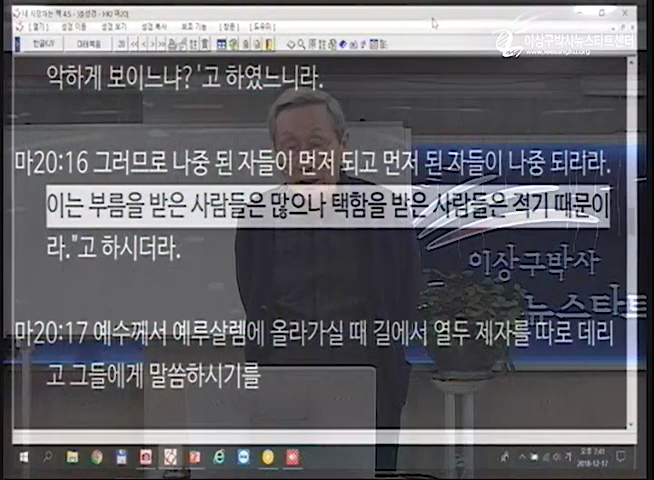 이상구박사뉴스타트센터
악하게 보이느냐?'고 하였느니라.
마20:16 그러므로 나중 된 자들이 먼저 되고 먼저 된 자들이 나중 되리라.
이는 부름을 받은 사람들은 많으나 택함을 받은 사람들은 적기 때문이
라."고 하시더라.
이상구박사
뉴스타트
마20:17 예수께서 예루살렘에 올라가실 때 길에서 열두 제자를 따로 데리
고 그들에게 말씀하시기를
오후 7:41
2018-12-17